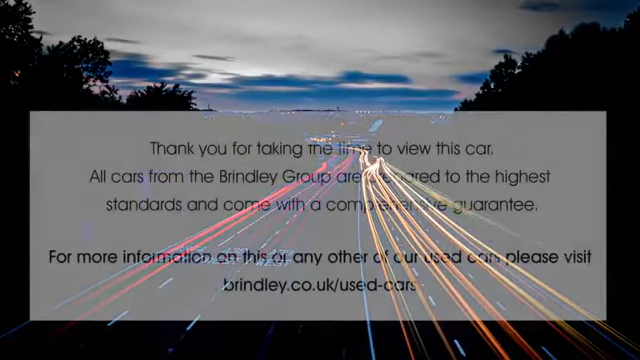 Thank you for taking the time to view this car.
All cars from the Brindley Group are prepared to the highest
standards and come with a comprehensive guarantee.
For more information on this or any other of our used cars please visit
brindley.co.uk/used-cars